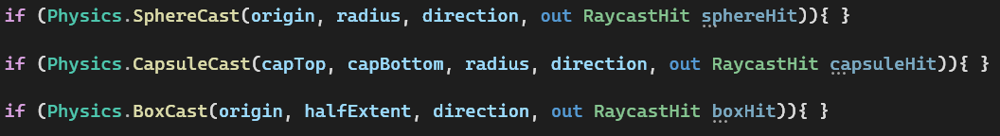 if (Physics.SphereCast(origin, radius, direction, out RaycastHit sphereHit)){ }
if (Physics.CapsuleCast(capTop, capBottom, radius, direction, out RaycastHit capsuleHit)){ }
if (Physics.BoxCast(origin, halfExtent, direction, out RaycastHit boxHit)){ }